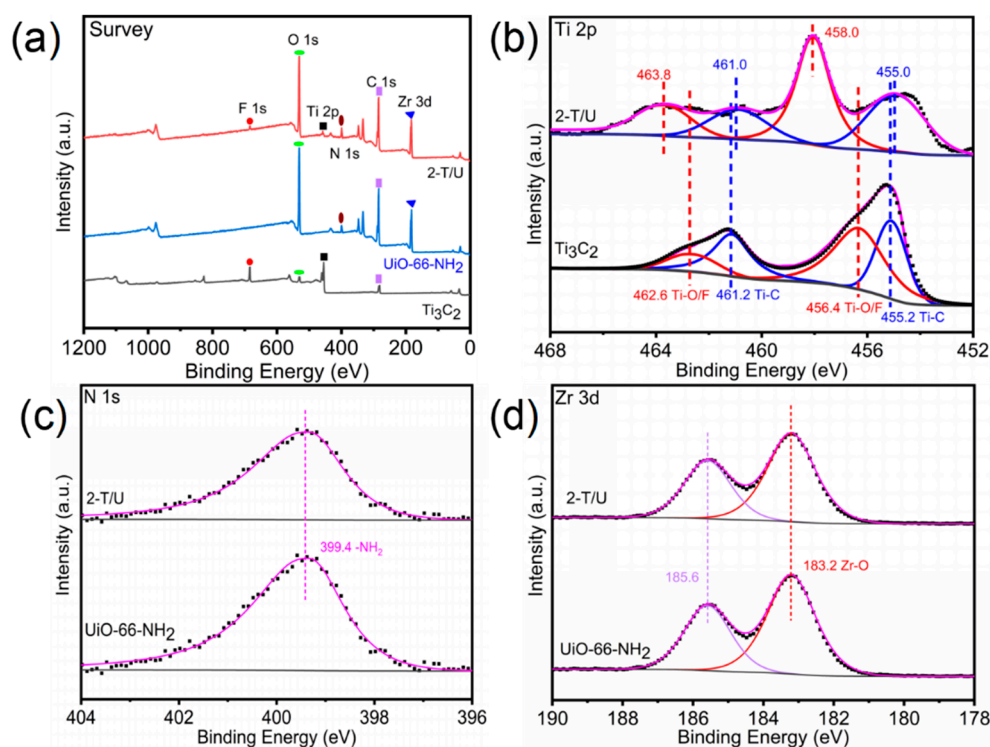 (a)
Survey
O 1s
C 1s
F 1s
Ti 2p
Zr 3d
N 1s
2-T/U
UiO-66-NH₂
Ti₃C₂
Intensity (a.u.)
1200 1000 800 600 400 200 0
Binding Energy (eV)
(b)
Ti 2p
458.0
463.8
461.0
455.0
2-T/U
Ti₃C₂
462.6 Ti-O/F
461.2 Ti-C
456.4 Ti-O/F
455.2 Ti-C
Intensity (a.u.)
468 464 460 456 452
Binding Energy (eV)
(c)
N 1s
2-T/U
399.4 -NH₂
UiO-66-NH₂
Intensity (a.u.)
404 402 400 398 396
Binding Energy (eV)
(d)
Zr 3d
2-T/U
185.6
183.2 Zr-O
UiO-66-NH₂
Intensity (a.u.)
190 188 186 184 182 180 178
Binding Energy (eV)